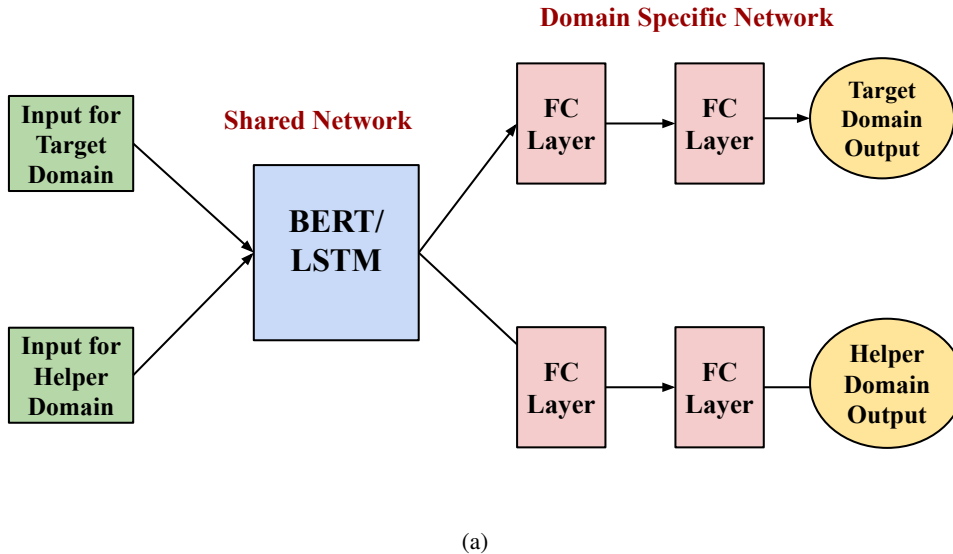 Domain Specific Network
Input for
Target
Domain
Shared Network
FC
Layer
FC
Layer
Target
Domain
Output
BERT/
LSTM
Input for
Helper
Domain
FC
Layer
FC
Layer
Helper
Domain
Output
(a)